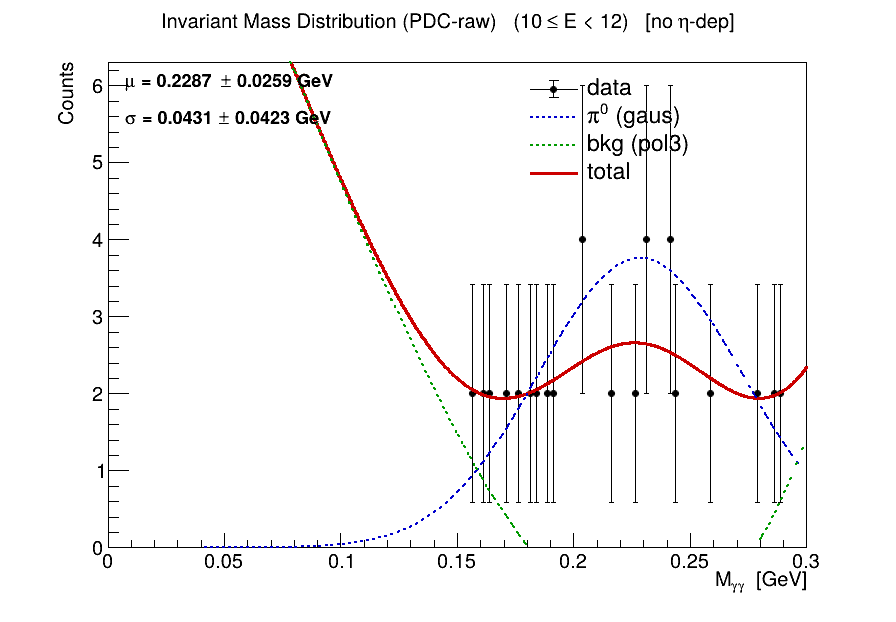 Invariant Mass Distribution (PDC-raw) (10 ≤ E < 12) [no η-dep]
Counts
μ = 0.2287 ± 0.0259 GeV
σ = 0.0431 ± 0.0423 GeV
data
π⁰ (gaus)
bkg (pol3)
total
6
5
4
3
2
1
0
0 0.05 0.1 0.15 0.2 0.25 0.3
Mγγ [GeV]